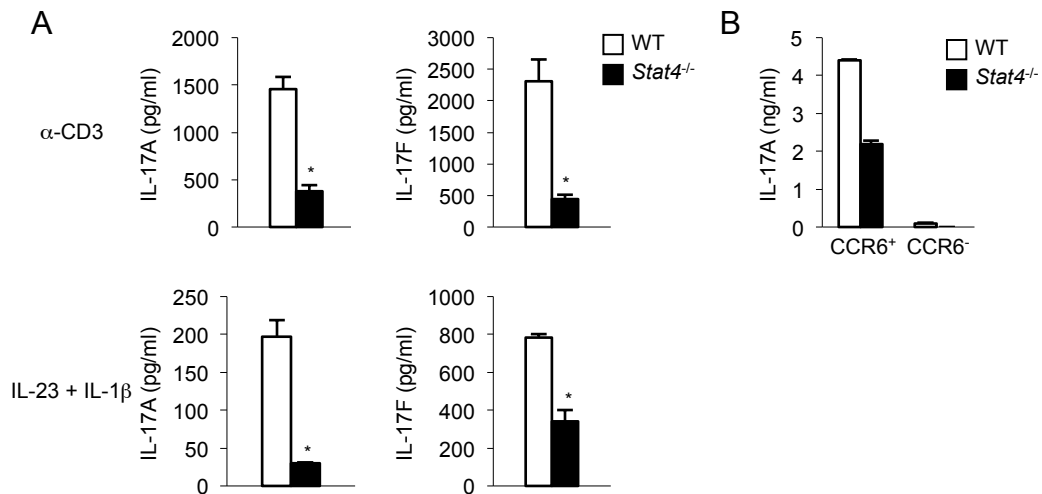 A
α-CD3
IL-17A (pg/ml)
2000
1500
1000
500
0
*
IL-17F (pg/ml)
3500
3000
2500
2000
1500
1000
500
0
*
WT
Stat4-/-
B
IL-17A (ng/ml)
5
4
3
2
1
0
CCR6+ CCR6-
WT
Stat4-/-
IL-23 + IL-1β
IL-17A (pg/ml)
250
200
150
100
50
0
*
IL-17F (pg/ml)
1000
800
600
400
200
0
*